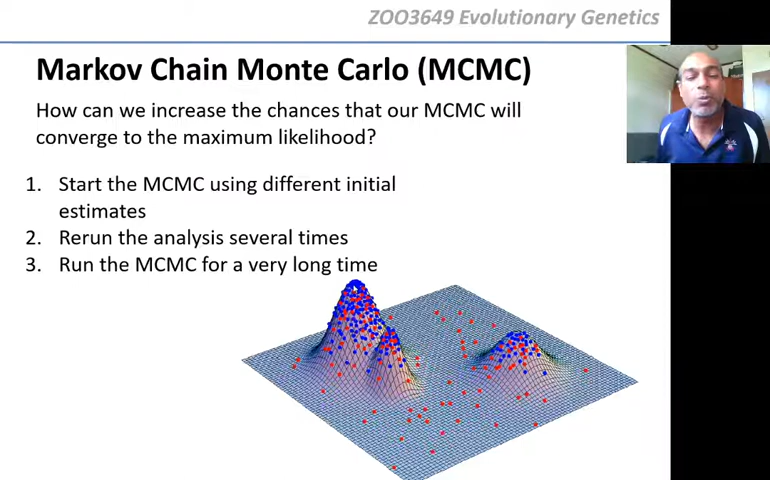 ZOO3649 Evolutionary Genetics
Markov Chain Monte Carlo (MCMC)
How can we increase the chances that our MCMC will
converge to the maximum likelihood?
1. Start the MCMC using different initial
estimates
2. Rerun the analysis several times
3. Run the MCMC for a very long time